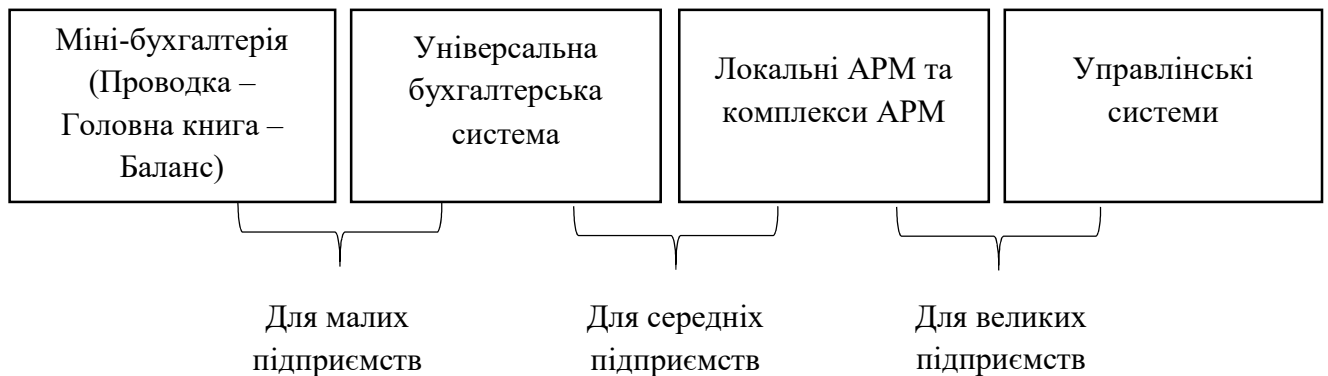 Міні-бухгалтерія
(Проводка –
Головна книга –
Баланс)
Універсальна
бухгалтерська
система
Локальні АРМ та
комплекси АРМ
Управлінські
системи
Для малих
підприємств
Для середніх
підприємств
Для великих
підприємств